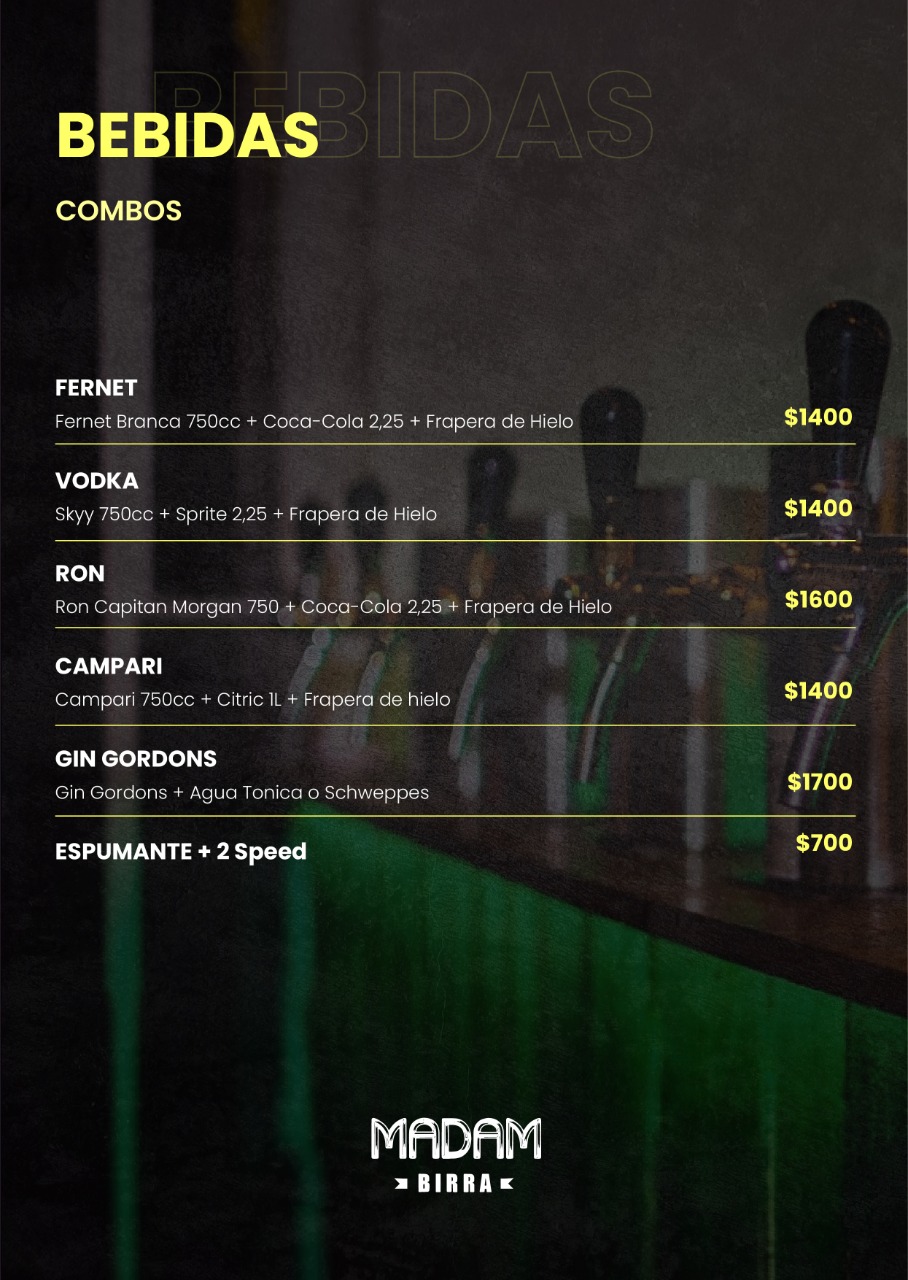 BEBIDAS
BEBIDAS
COMBOS
FERNET
Fernet Branca 750cc + Coca-Cola 2,25 + Frapera de Hielo
$1400
VODKA
Skyy 750cc + Sprite 2,25 + Frapera de Hielo
$1400
RON
Ron Capitan Morgan 750 + Coca-Cola 2,25 + Frapera de Hielo
$1600
CAMPARI
Campari 750cc + Citric 1L + Frapera de hielo
$1400
GIN GORDONS
Gin Gordons + Agua Tonica o Schweppes
$1700
ESPUMANTE + 2 Speed
$700
MADAM
BIRRA